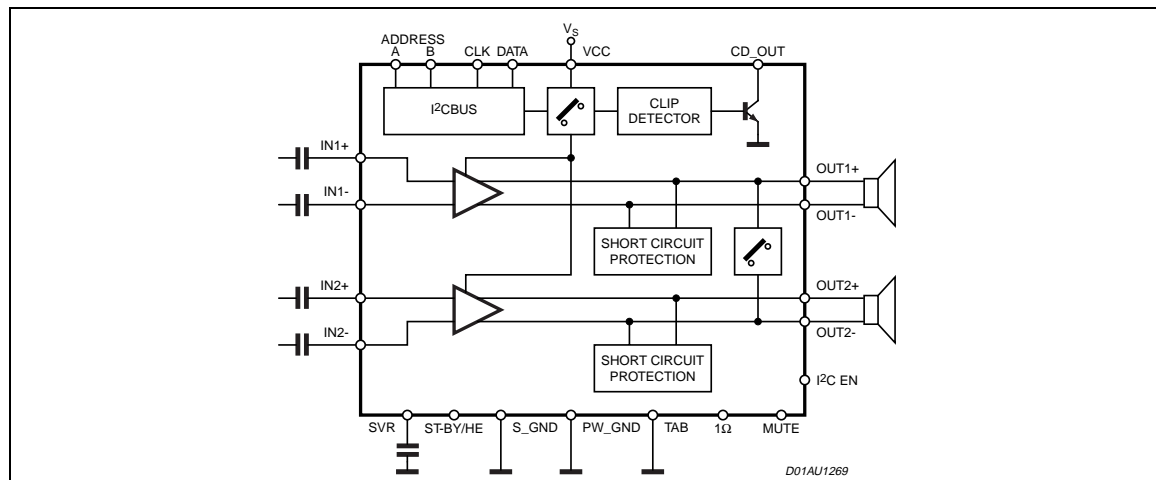 VS
ADDRESS
A B CLK DATA VCC CD_OUT
I²CBUS
CLIP
DETECTOR
IN1+
OUT1+
IN1-
OUT1-
SHORT CIRCUIT
PROTECTION
IN2+
OUT2+
IN2-
OUT2-
SHORT CIRCUIT
PROTECTION
I²C EN
SVR ST-BY/HE S_GND PW_GND TAB 1Ω MUTE
D01AU1269